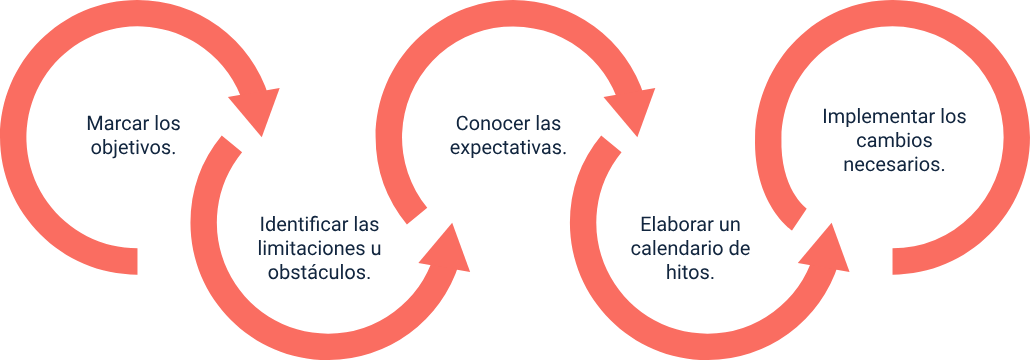 Marcar los
objetivos.
Identificar las
limitaciones u
obstáculos.
Conocer las
expectativas.
Elaborar un
calendario de
hitos.
Implementar los
cambios
necesarios.